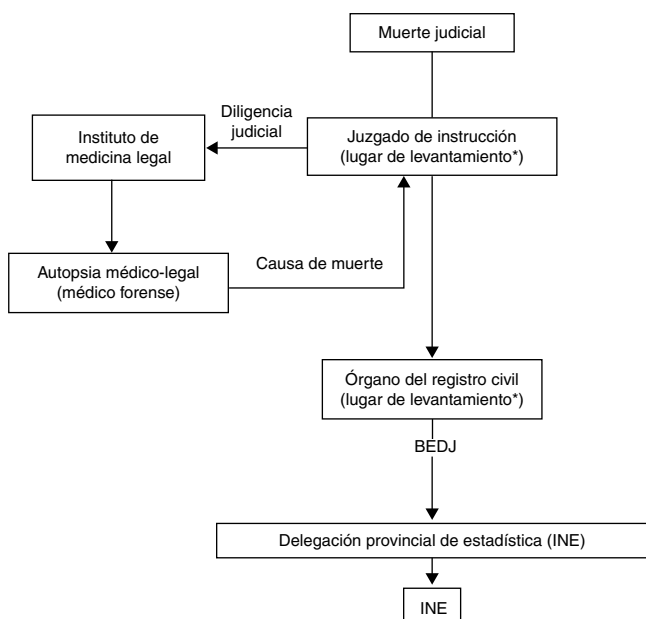 Muerte judicial
Diligencia
judicial
Instituto de
medicina legal
Juzgado de instrucción
(lugar de levantamiento*)
Autopsia médico-legal
(médico forense)
Causa de muerte
Órgano del registro civil
(lugar de levantamiento*)
BEDJ
Delegación provincial de estadística (INE)
INE